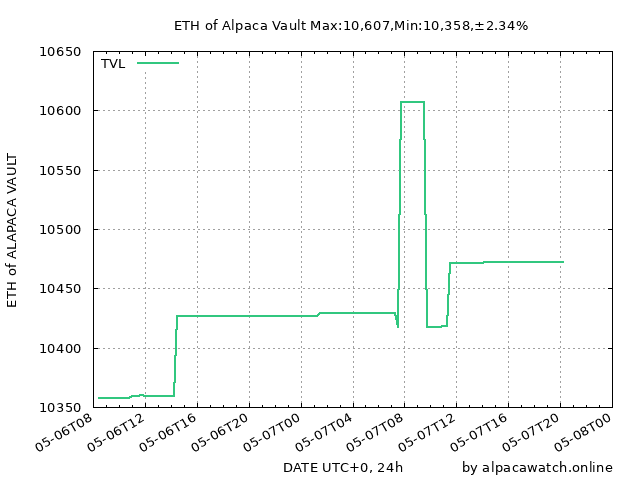 ETH of Alpaca Vault Max:10,607,Min:10,358,±2.34%
TVL
10650
10600
10550
10500
10450
10400
10350
ETH of ALAPACA VAULT
05-06T08
05-06T12
05-06T16
05-06T20
05-07T00
05-07T04
05-07T08
05-07T12
05-07T16
05-07T20
05-08T00
DATE UTC+0, 24h
by alpacawatch.online